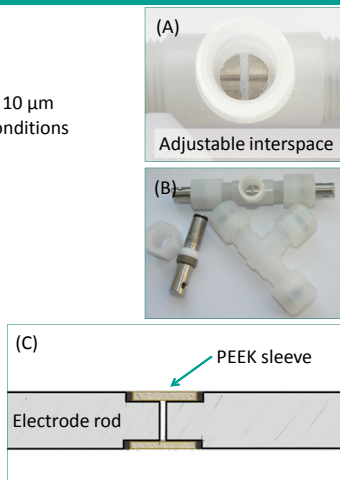 10 µm
onditions
(A)
Adjustable interspace
(B)
(C)
PEEK sleeve
Electrode rod